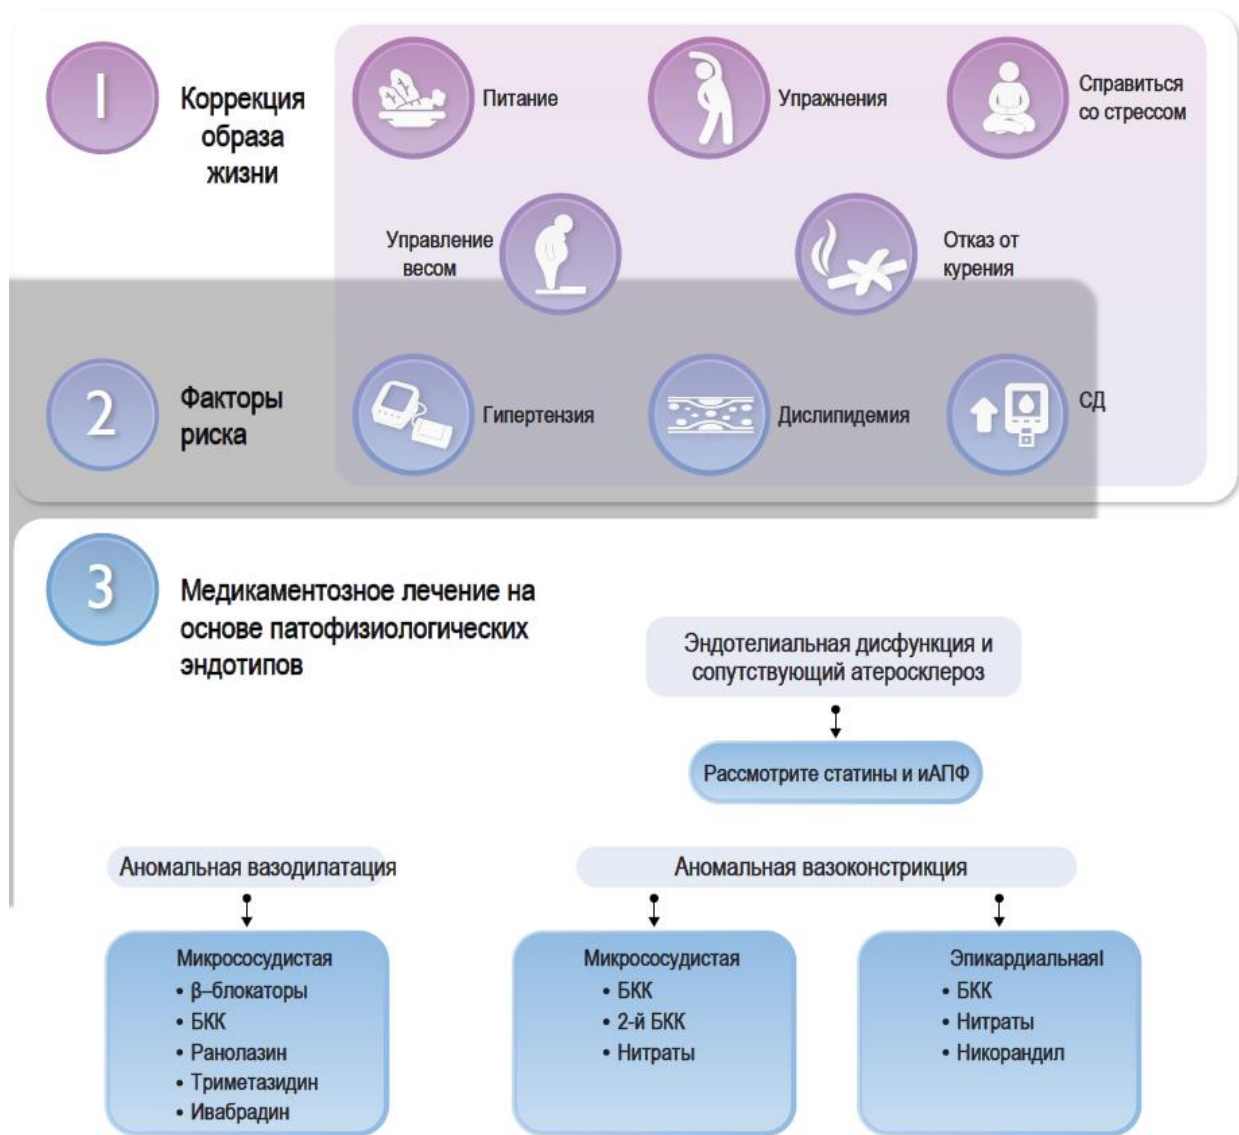 1
Коррекция
образа
жизни
Питание
Упражнения
Справиться
со стрессом
Управление
весом
Отказ от
курения
2
Факторы
риска
Гипертензия
Дислипидемия
СД
3
Медикаментозное лечение на
основе патофизиологических
эндотипов
Эндотелиальная дисфункция и
сопутствующий атеросклероз
Рассмотрите статины и иАПФ
Аномальная вазодилатация
Микрососудистая
• β–блокаторы
• БКК
• Ранолазин
• Триметазидин
• Ивабрадин
Аномальная вазоконстрикция
Микрососудистая
• БКК
• 2-й БКК
• Нитраты
ЭпикардиальнаяI
• БКК
• Нитраты
• Никорандил